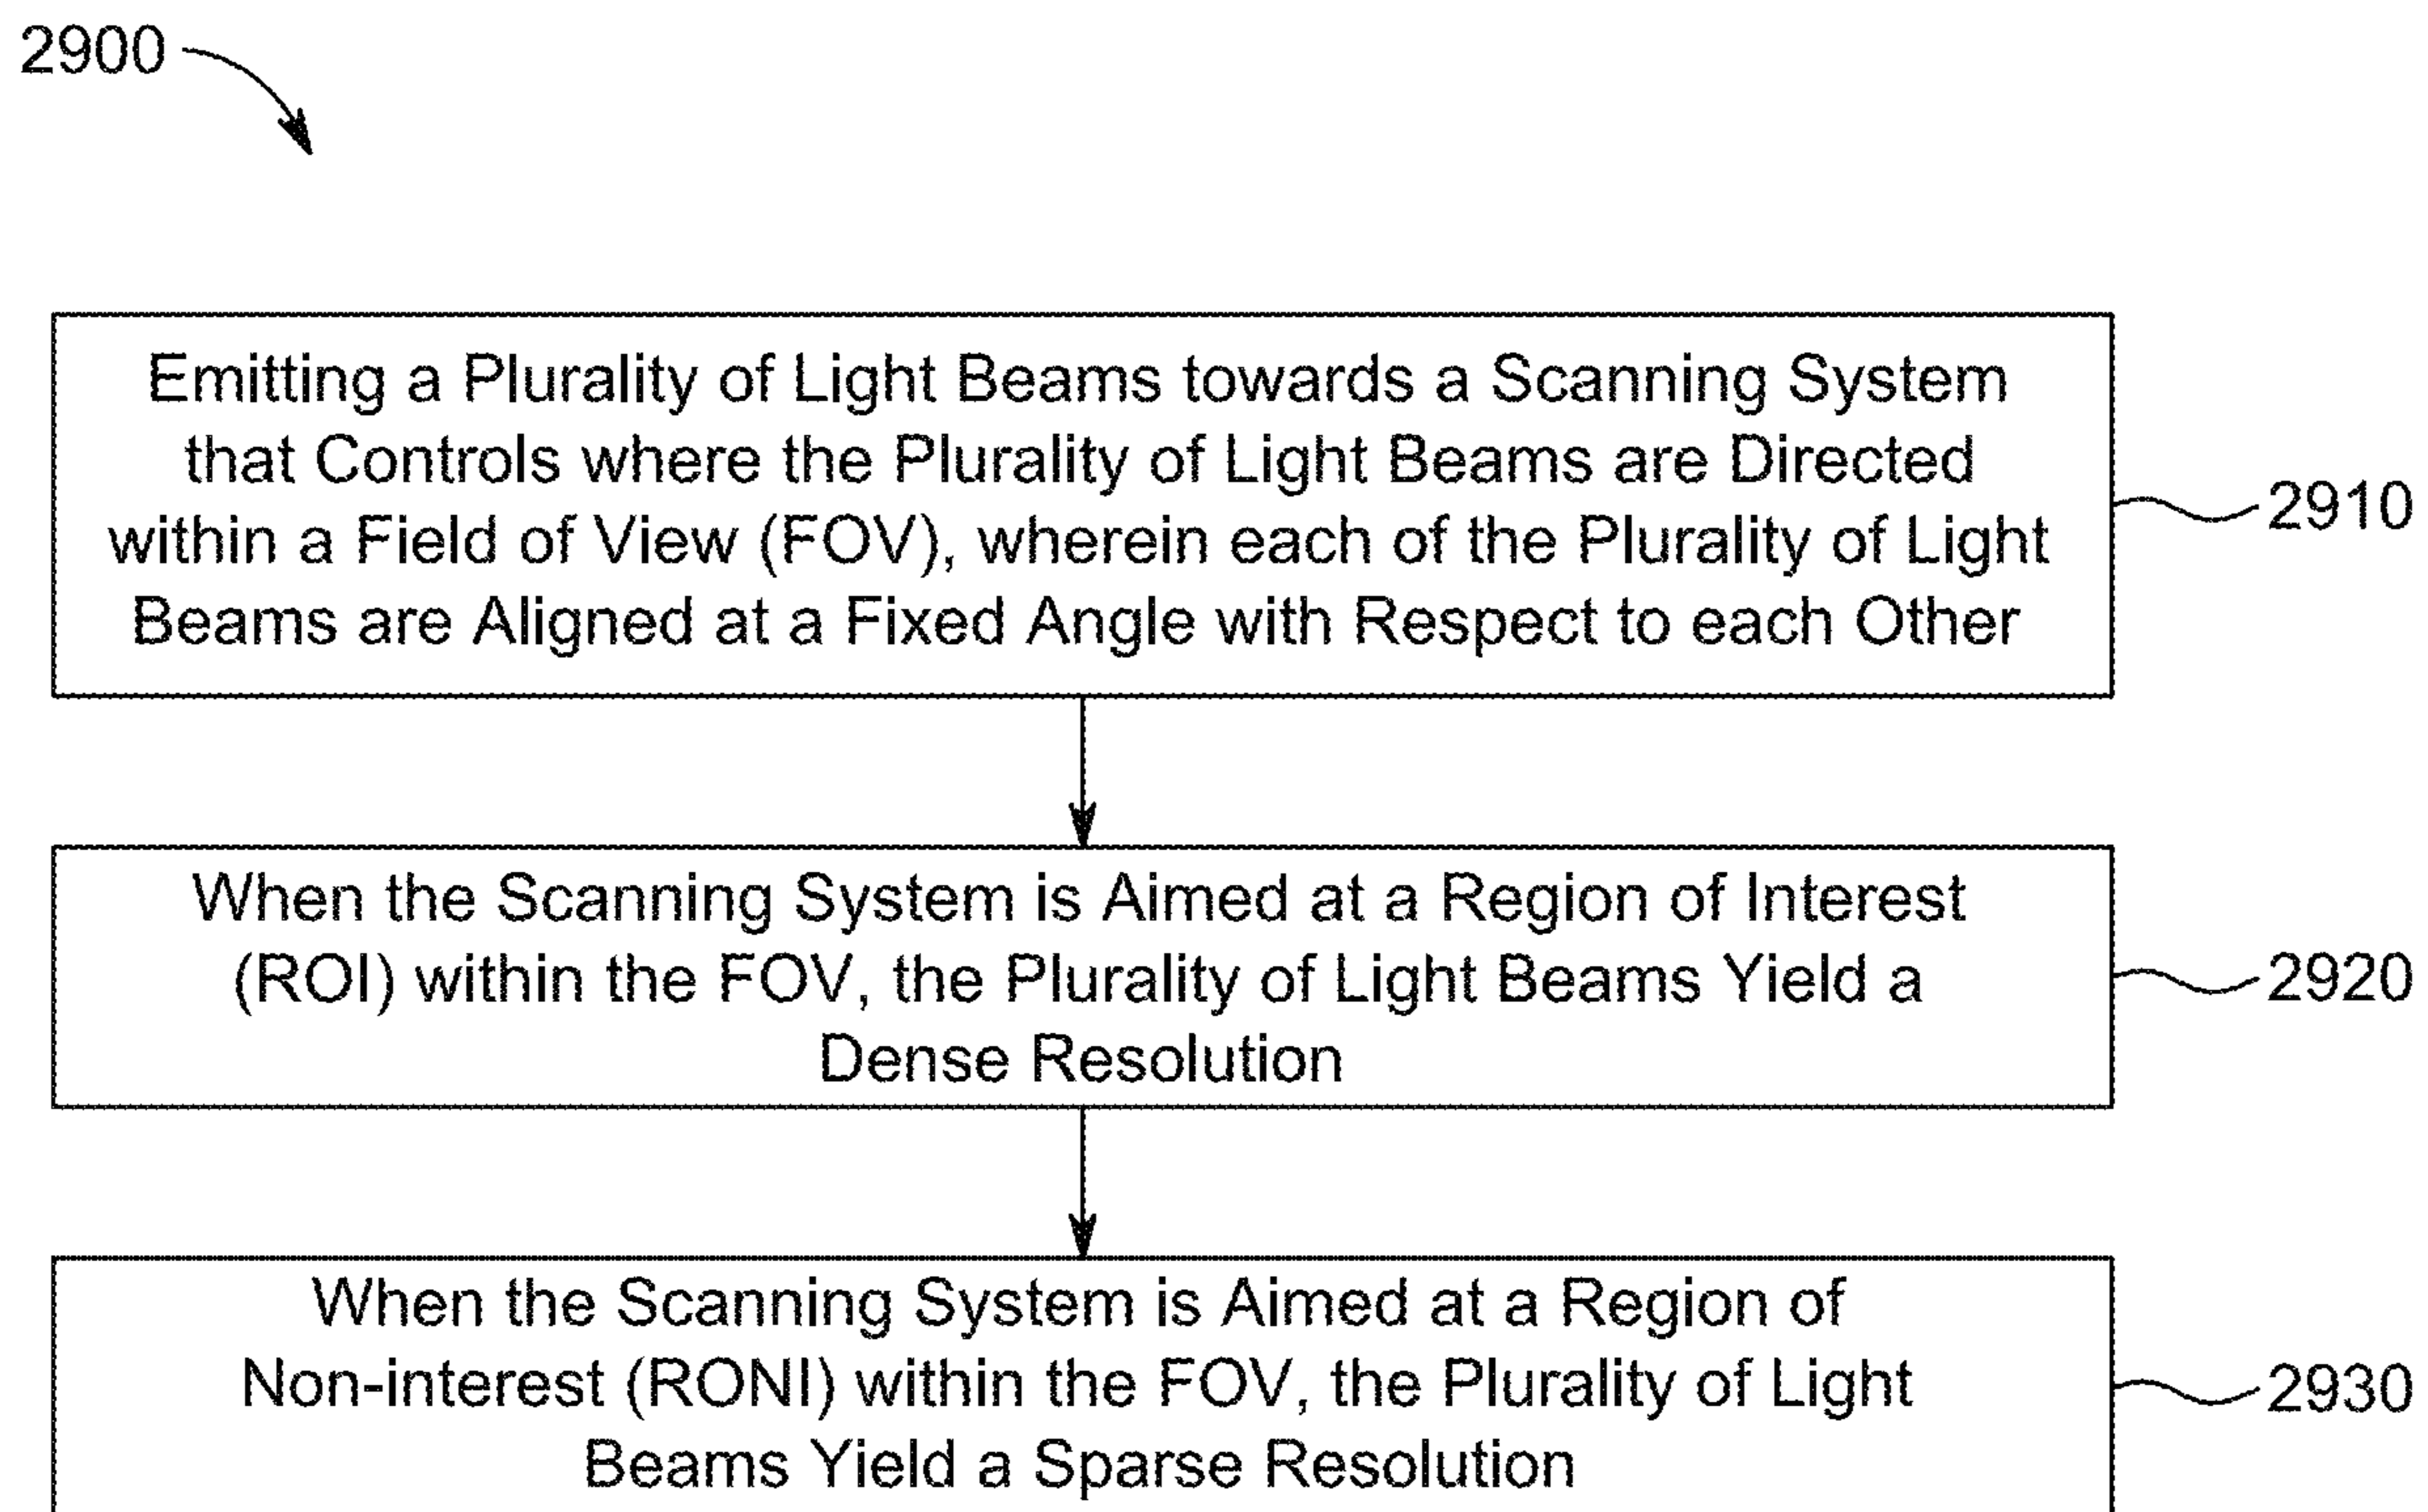 2900
Emitting a Plurality of Light Beams towards a Scanning System
that Controls where the Plurality of Light Beams are Directed
within a Field of View (FOV), wherein each of the Plurality of Light
Beams are Aligned at a Fixed Angle with Respect to each Other
2910
When the Scanning System is Aimed at a Region of Interest
(ROI) within the FOV, the Plurality of Light Beams Yield a
Dense Resolution
2920
When the Scanning System is Aimed at a Region of
Non-interest (RONI) within the FOV, the Plurality of Light
Beams Yield a Sparse Resolution
2930